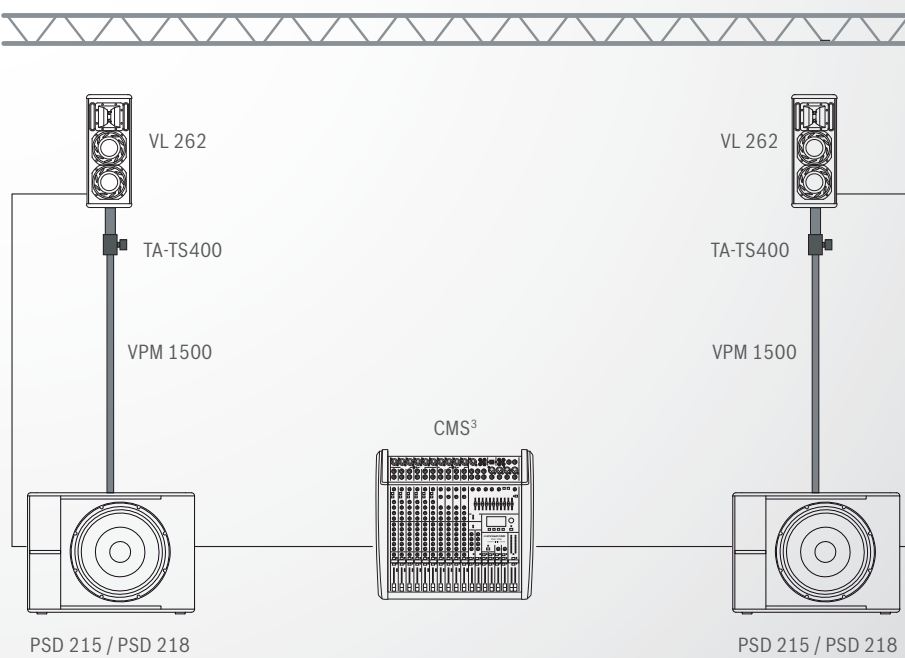 VL 262
VL 262
TA-TS400
TA-TS400
VPM 1500
VPM 1500
CMS³
PSD 215 / PSD 218
PSD 215 / PSD 218